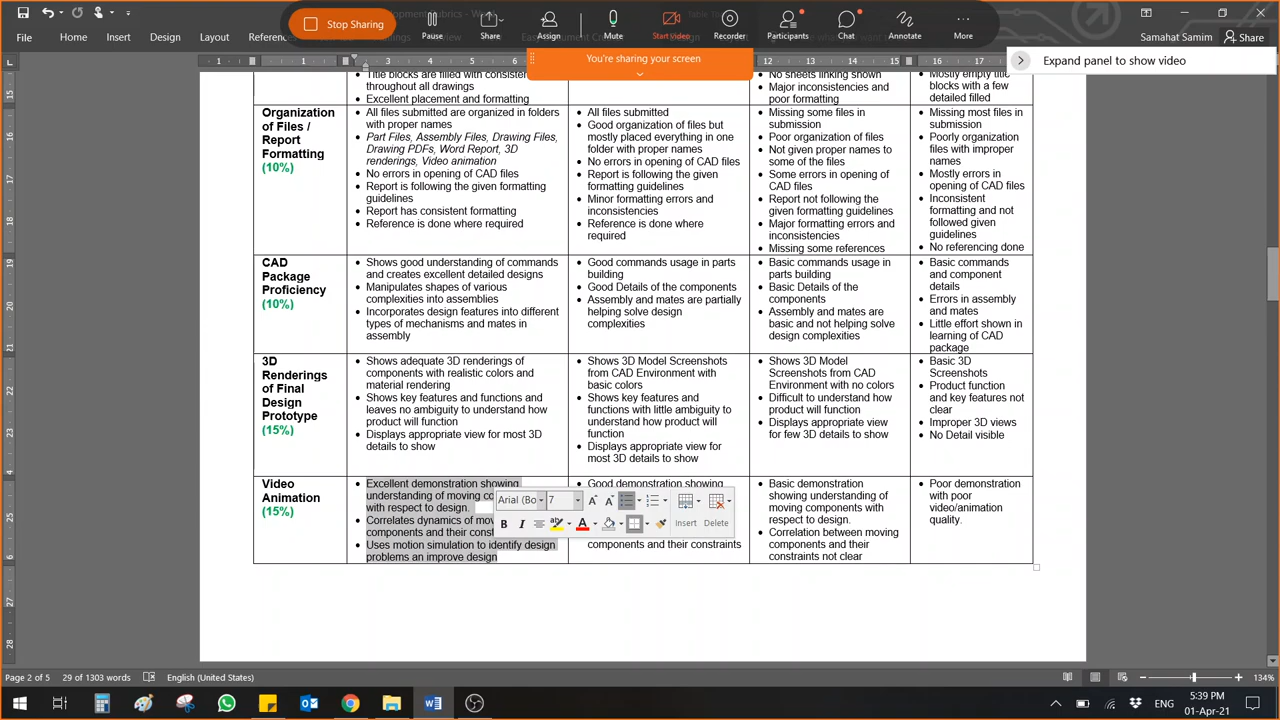 Stop Sharing
Pause
Share
Assign
Mute
Start Video
Recorder
Participants
Chat
Annotate
More
You're sharing your screen
Expand panel to show video
File
Home
Insert
Design
Layout
References
Samahat Samim
Share
Title blocks are filled with consistent
throughout all drawings
Excellent placement and formatting
No sheets linking shown
Major inconsistencies and
poor formatting
Mostly empty title
blocks with a few
detailed filled
Organization
of Files /
Report
Formatting
(10%)
All files submitted are organized in folders
with proper names
Part Files, Assembly Files, Drawing Files,
Drawing PDFs, Word Report, 3D
renderings, Video animation
No errors in opening of CAD files
Report is following the given formatting
guidelines
Report has consistent formatting
Reference is done where required
All files submitted
Good organization of files but
mostly placed everything in one
folder with proper names
No errors in opening of CAD files
Report is following the given
formatting guidelines
Minor formatting errors and
inconsistencies
Reference is done where
required
Missing some files in
submission
Poor organization of files
Not given proper names to
some of the files
Some errors in opening of
CAD files
Report not following the
given formatting guidelines
Major formatting errors and
inconsistencies
Missing some references
Missing most files in
submission
Poorly organization
files with improper
names
Mostly errors in
opening of CAD files
Inconsistent
formatting and not
followed given
guidelines
No referencing done
CAD
Package
Proficiency
(10%)
Shows good understanding of commands
and creates excellent detailed designs
Manipulates shapes of various
complexities into assemblies
Incorporates design features into different
types of mechanisms and mates in
assembly
Good commands usage in parts
building
Good Details of the components
Assembly and mates are partially
helping solve design
complexities
Basic commands usage in
parts building
Basic Details of the
components
Assembly and mates are
basic and not helping solve
design complexities
Basic commands
and component
details
Errors in assembly
and mates
Little effort shown in
learning of CAD
package
3D
Renderings
of Final
Design
Prototype
(15%)
Shows adequate 3D renderings of
components with realistic colors and
material rendering
Shows key features and functions and
leaves no ambiguity to understand how
product will function
Displays appropriate view for most 3D
details to show
Shows 3D Model Screenshots
from CAD Environment with
basic colors
Shows key features and
functions with little ambiguity to
understand how product will
function
Displays appropriate view for
most 3D details to show
Shows 3D Model
Screenshots from CAD
Environment with no colors
Difficult to understand how
product will function
Displays appropriate view
for few 3D details to show
Basic 3D
Screenshots
Product function
and key features not
clear
Improper 3D views
No Detail visible
Video
Animation
(15%)
Excellent demonstration showing
understanding of moving
with respect to design.
Correlates dynamics of
components and their
Uses motion simulation to identify design
problems an improve design
Good demonstration showing
components and their constraints
Basic demonstration
showing understanding of
moving components with
respect to design.
Correlation between moving
components and their
constraints not clear
Poor demonstration
with poor
video/animation
quality.
Arial (Bo
7
Insert
Delete
Page 2 of 5
29 of 1303 words
English (United States)
134%
ENG
5:39 PM
01-Apr-21